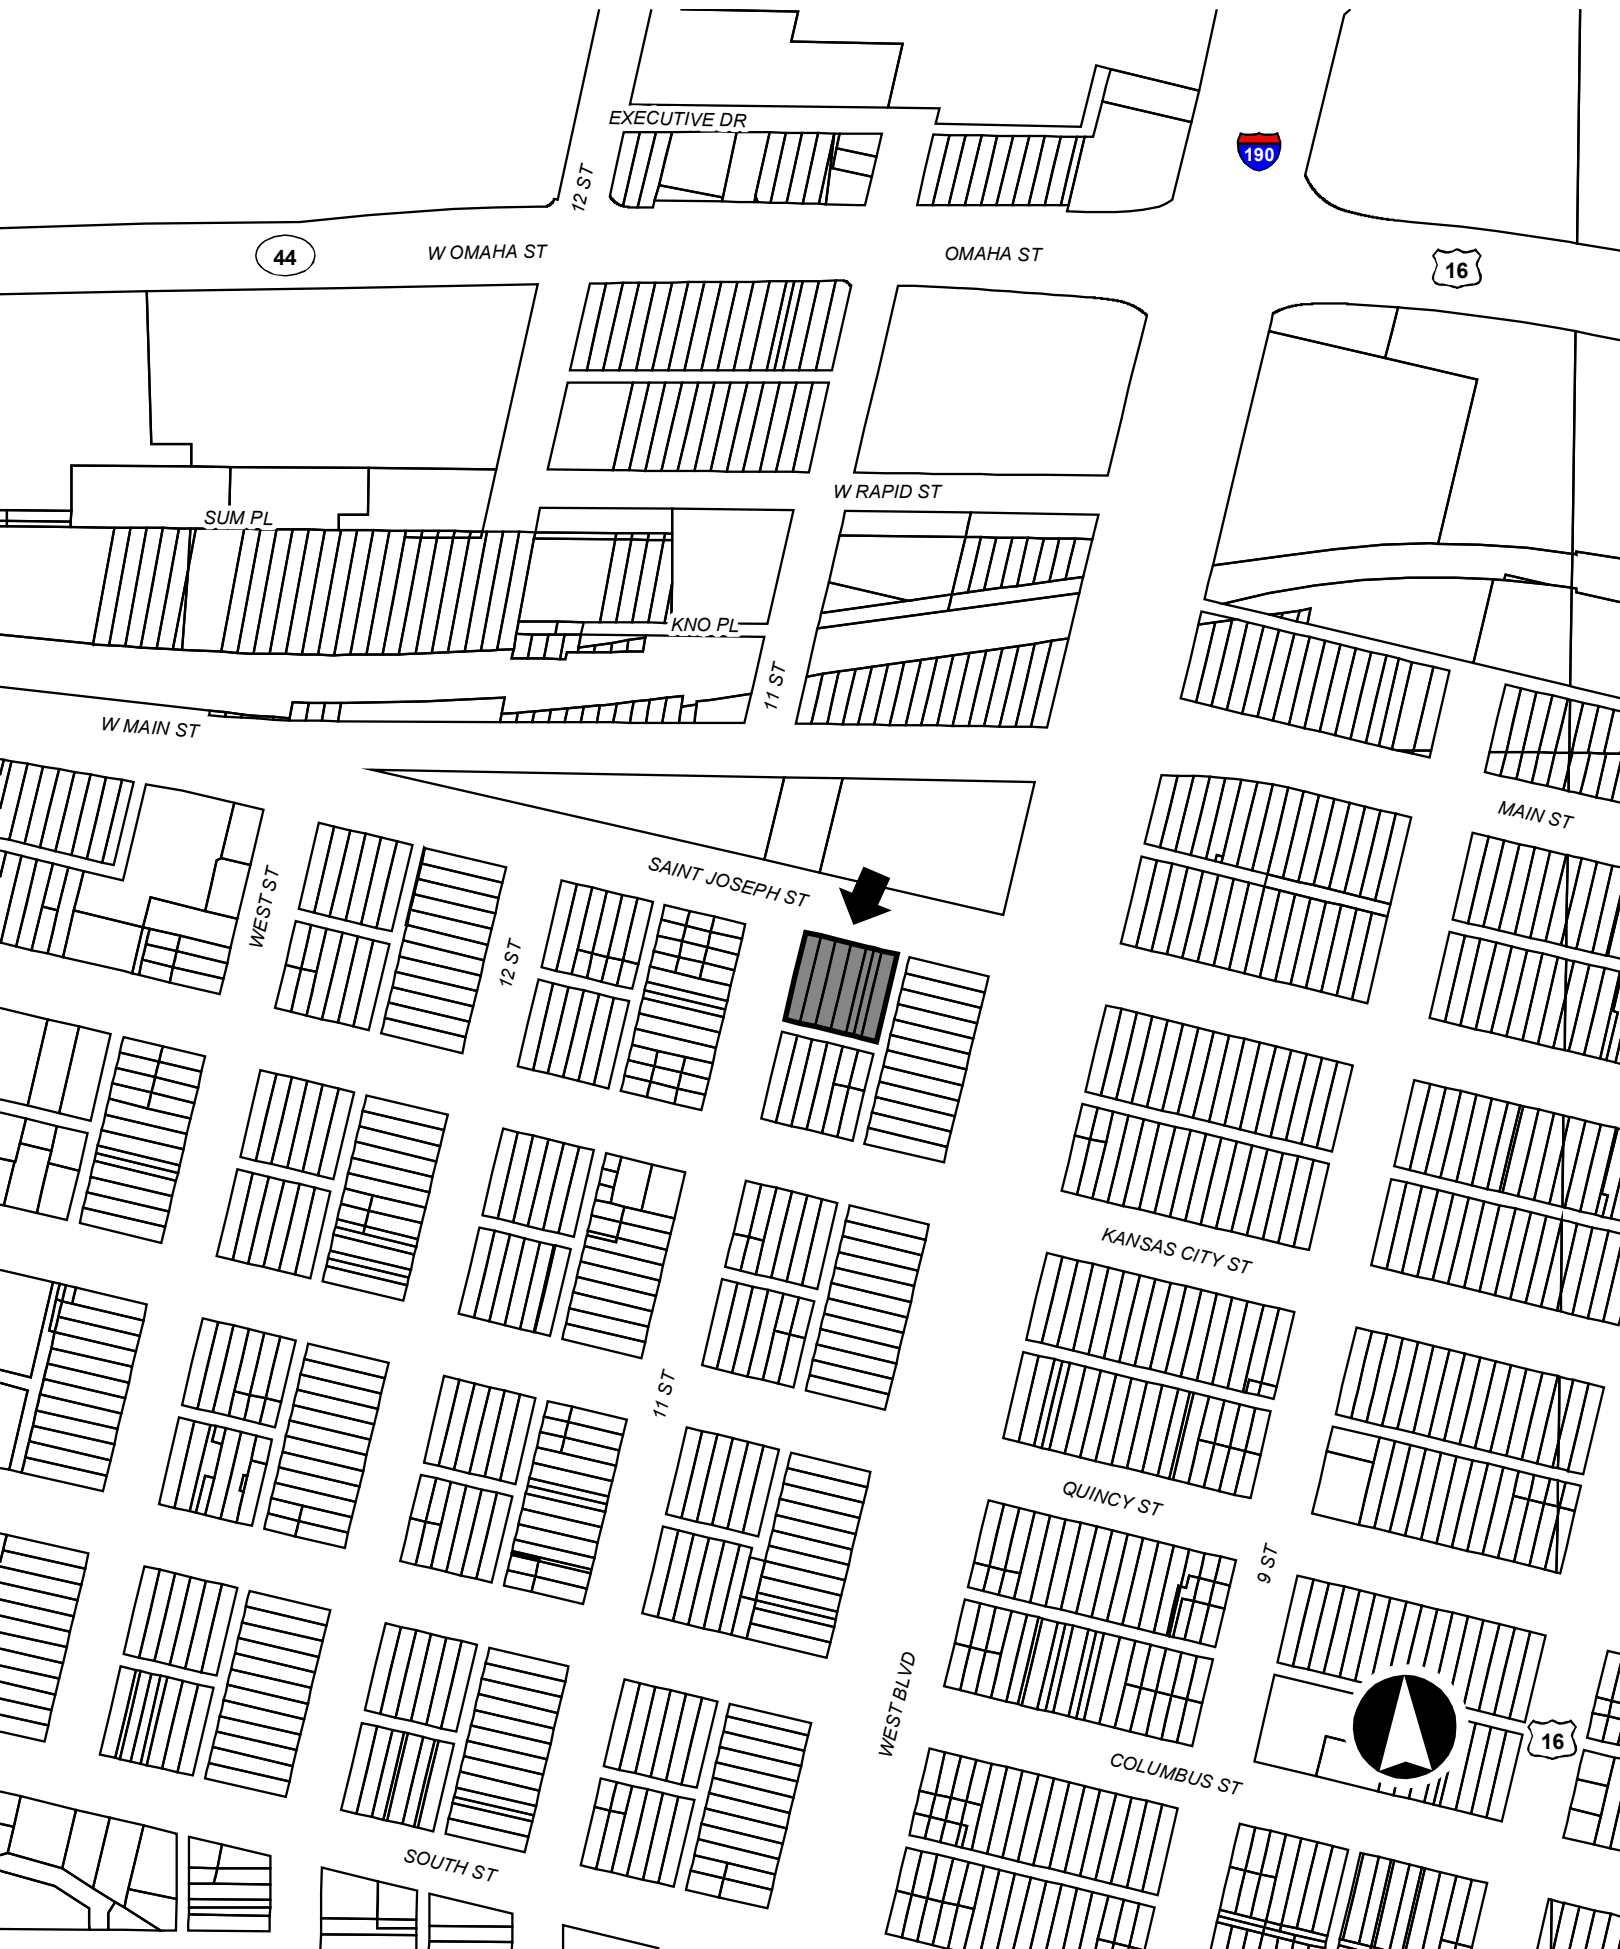 EXECUTIVE DR
190
12 ST
W OMAHA ST
OMAHA ST
44
16
W RAPID ST
SUM PL
KNO PL
11 ST
W MAIN ST
MAIN ST
SAINT JOSEPH ST
WEST ST
12 ST
KANSAS CITY ST
11 ST
QUINCY ST
9 ST
WEST BLVD
16
COLUMBUS ST
SOUTH ST